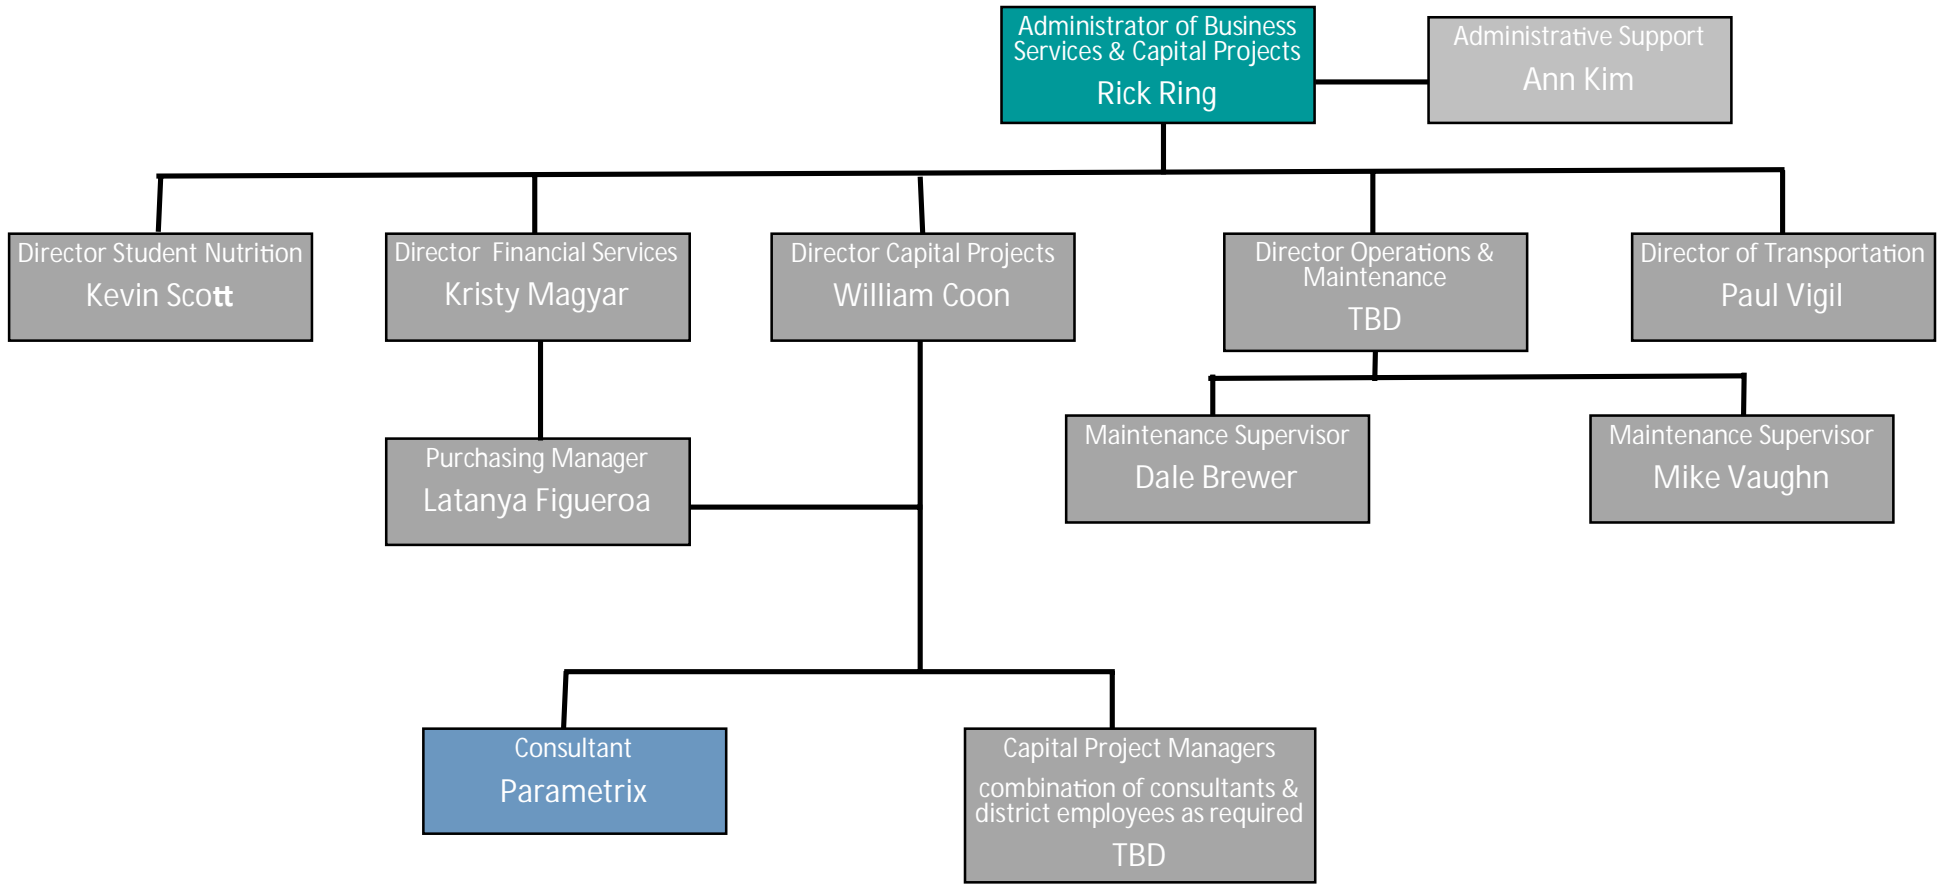 Administrator of Business
Services & Capital Projects
Rick Ring
Administrative Support
Ann Kim
Director Student Nutrition
Kevin Scott
Director  Financial Services
Kristy Magyar
Director Capital Projects
William Coon
Director Operations &
Maintenance
TBD
Director of Transportation
Paul Vigil
Purchasing Manager
Latanya Figueroa
Maintenance Supervisor
Dale Brewer
Maintenance Supervisor
Mike Vaughn
Consultant
Parametrix
Capital Project Managers
combination of consultants &
district employees as required
TBD